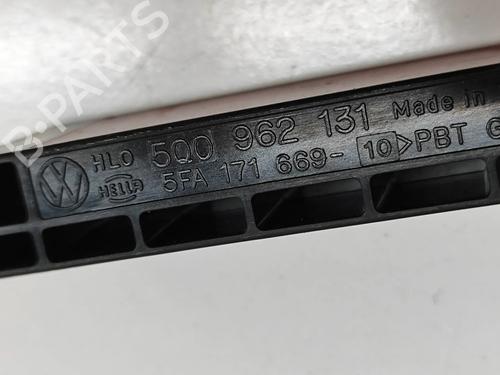 B-PARTS
HLO 5Q0 962 131 Made in
HELLA 5FA 171 669- 10 >PBT